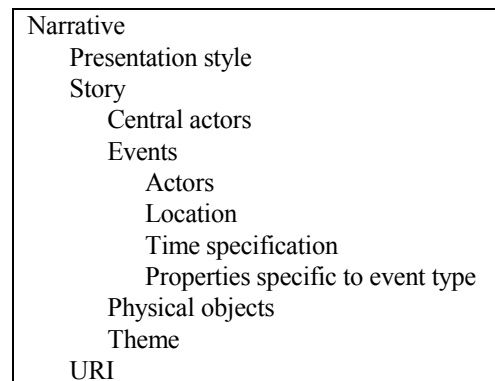 Narrative
Presentation style
Story
Central actors
Events
Actors
Location
Time specification
Properties specific to event type
Physical objects
Theme
URI